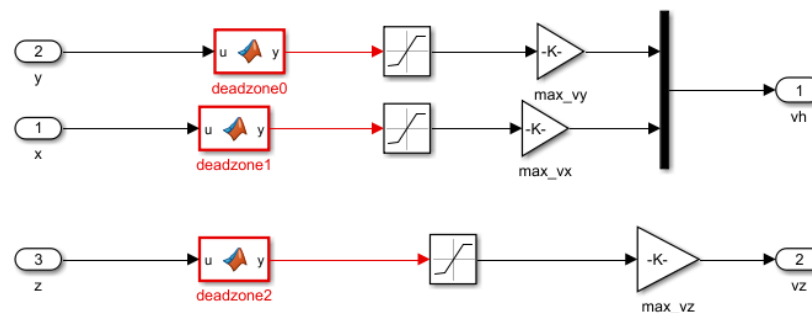 2
y
u y
deadzone0
-K-
max_vy
1
vh
1
x
u y
deadzone1
-K-
max_vx
3
z
u y
deadzone2
-K-
max_vz
2
vz